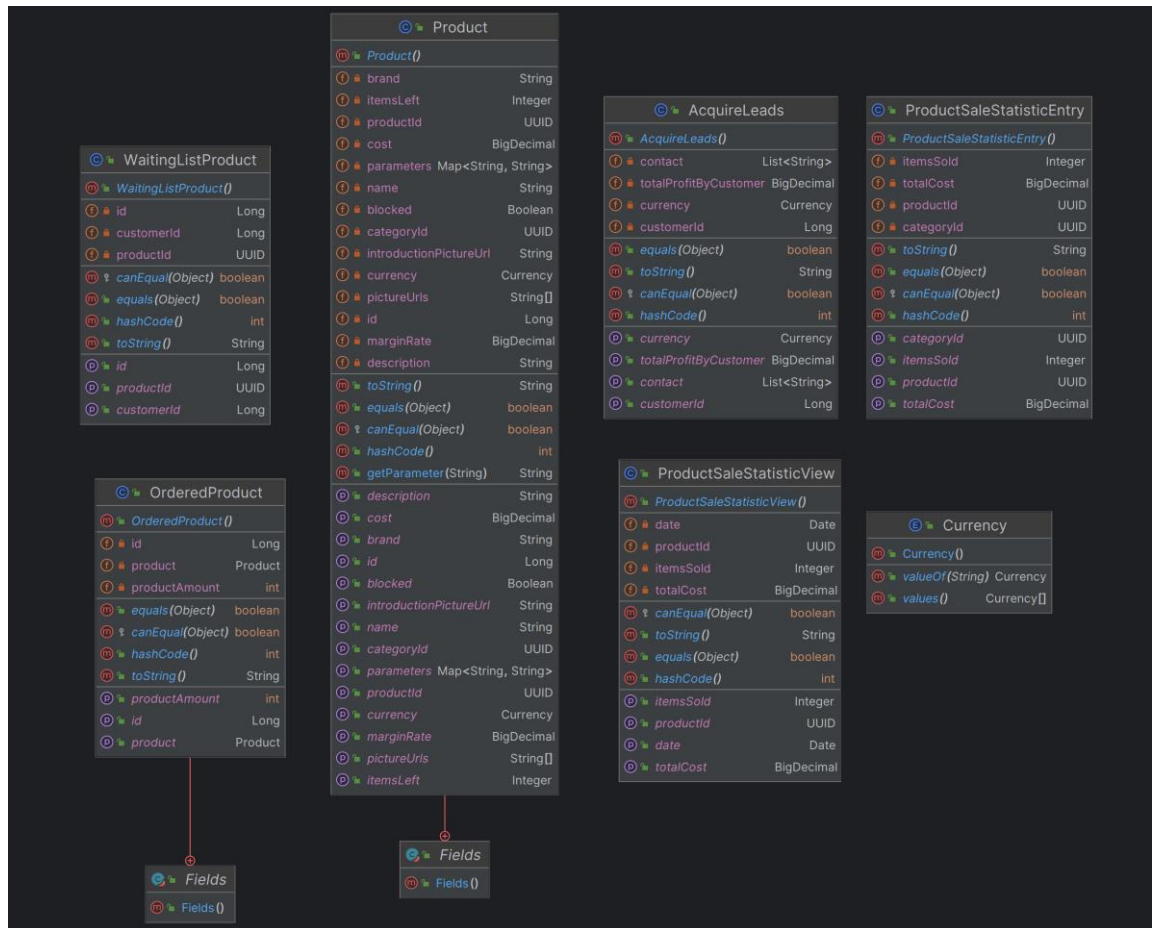 WaitingListProduct
WaitingListProduct()
id Long
customerId Long
productId UUID
canEqual(Object) boolean
equals(Object) boolean
hashCode() int
toString() String
id Long
productId UUID
customerId Long
OrderedProduct
OrderedProduct()
id Long
product Product
productAmount int
equals(Object) boolean
canEqual(Object) boolean
hashCode() int
toString() String
productAmount int
id Long
product Product
Fields
Fields()
Product
Product()
brand String
itemsLeft Integer
productId UUID
cost BigDecimal
parameters Map<String, String>
name String
blocked Boolean
categoryId UUID
introductionPictureUrl String
currency Currency
pictureUrls String[]
id Long
marginRate BigDecimal
description String
toString() String
equals(Object) boolean
canEqual(Object) boolean
hashCode() int
getParameter(String) String
description String
cost BigDecimal
brand String
id Long
blocked Boolean
introductionPictureUrl String
name String
categoryId UUID
parameters Map<String, String>
productId UUID
currency Currency
marginRate BigDecimal
pictureUrls String[]
itemsLeft Integer
Fields
Fields()
AcquireLeads
AcquireLeads()
contact List<String>
totalProfitByCustomer BigDecimal
currency Currency
customerId Long
equals(Object) boolean
toString() String
canEqual(Object) boolean
hashCode() int
currency Currency
totalProfitByCustomer BigDecimal
contact List<String>
customerId Long
ProductSaleStatisticEntry
ProductSaleStatisticEntry()
itemsSold Integer
totalCost BigDecimal
productId UUID
categoryId UUID
toString() String
equals(Object) boolean
canEqual(Object) boolean
hashCode() int
categoryId UUID
itemsSold Integer
productId UUID
totalCost BigDecimal
ProductSaleStatisticView
ProductSaleStatisticView()
date Date
productId UUID
itemsSold Integer
totalCost BigDecimal
canEqual(Object) boolean
toString() String
equals(Object) boolean
hashCode() int
itemsSold Integer
productId UUID
date Date
totalCost BigDecimal
Currency
Currency()
valueOf(String) Currency
values() Currency[]